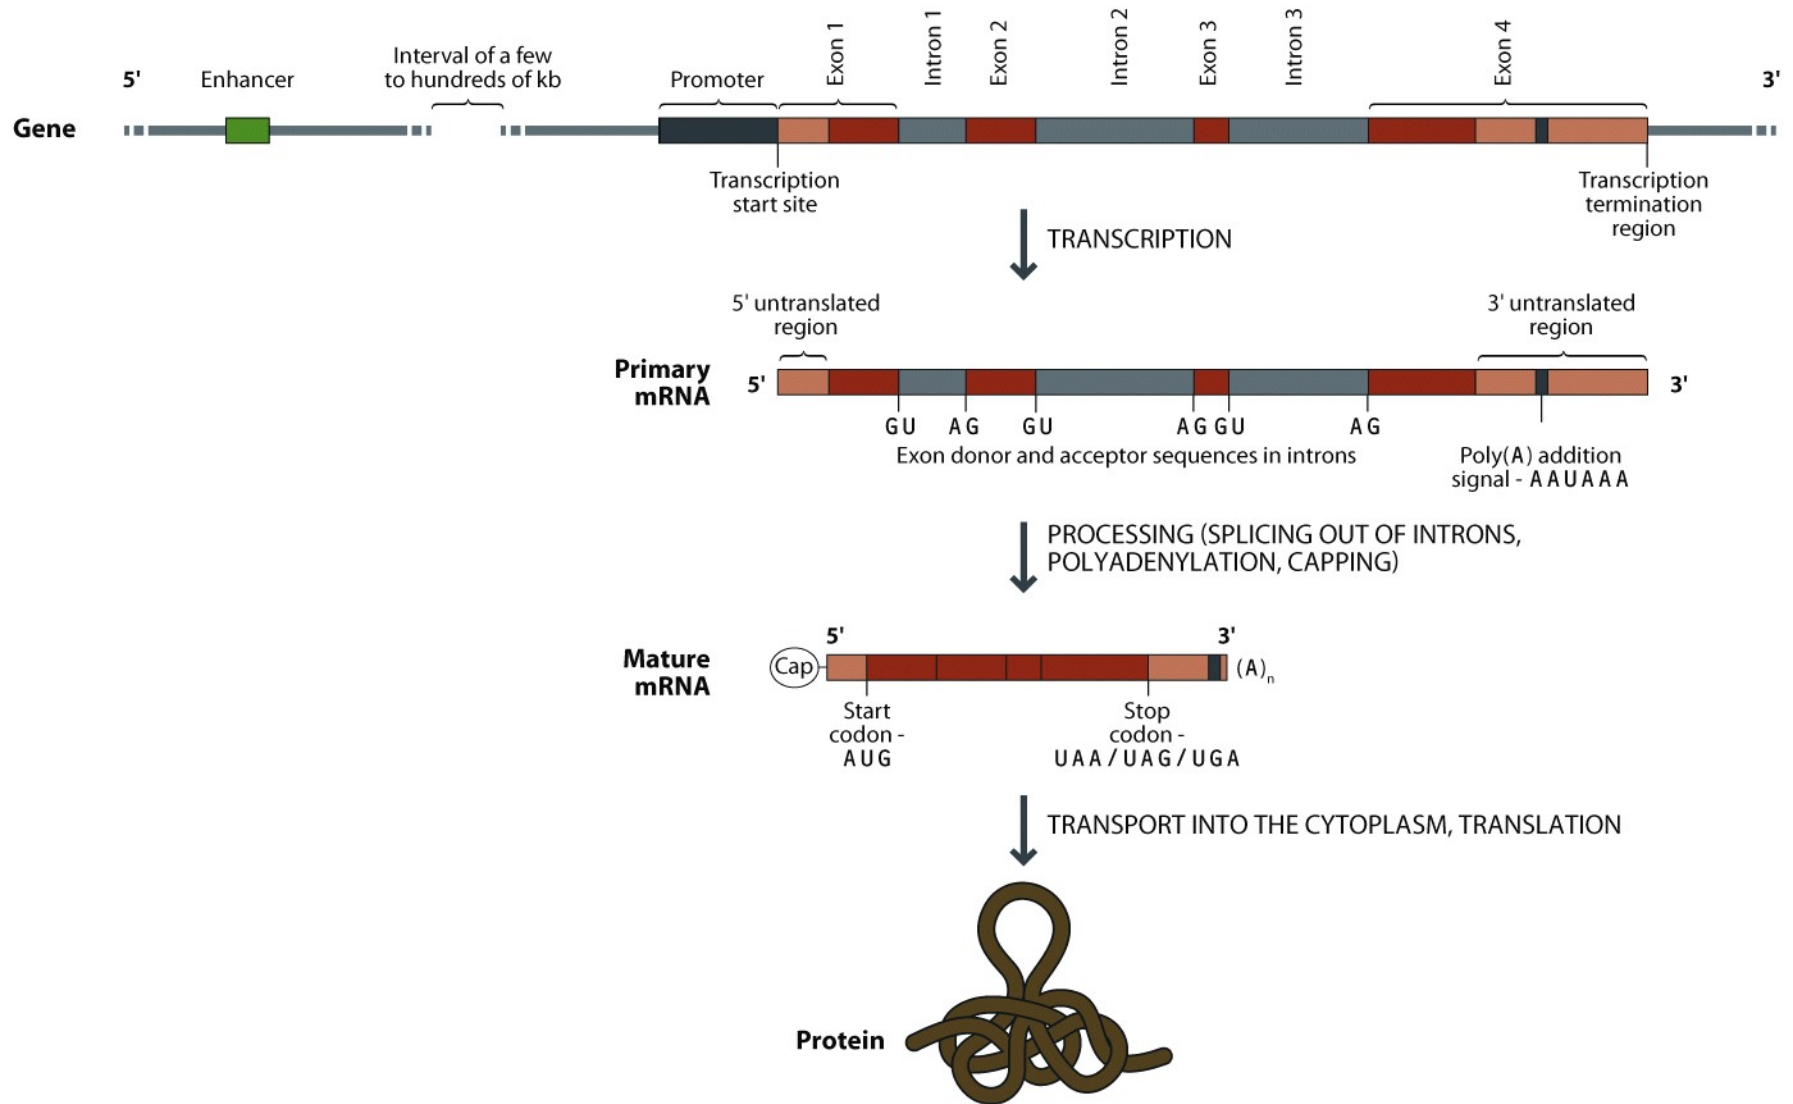 Exon 1
Intron 1
Exon 2
Intron 2
Exon 3
Intron 3
Exon 4
5'
Enhancer
Interval of a few
to hundreds of kb
Promoter
3'
Gene
Transcription
start site
Transcription
termination
region
TRANSCRIPTION
5' untranslated
region
3' untranslated
region
Primary
mRNA
5'
3'
GU
AG
GU
AG GU
AG
Exon donor and acceptor sequences in introns
Poly(A) addition
signal - AAUAAA
PROCESSING (SPLICING OUT OF INTRONS,
POLYADENYLATION, CAPPING)
5'
3'
Mature
mRNA
Cap
(A)n
Start
codon -
AUG
Stop
codon -
UAA/UAG/UGA
TRANSPORT INTO THE CYTOPLASM, TRANSLATION
Protein